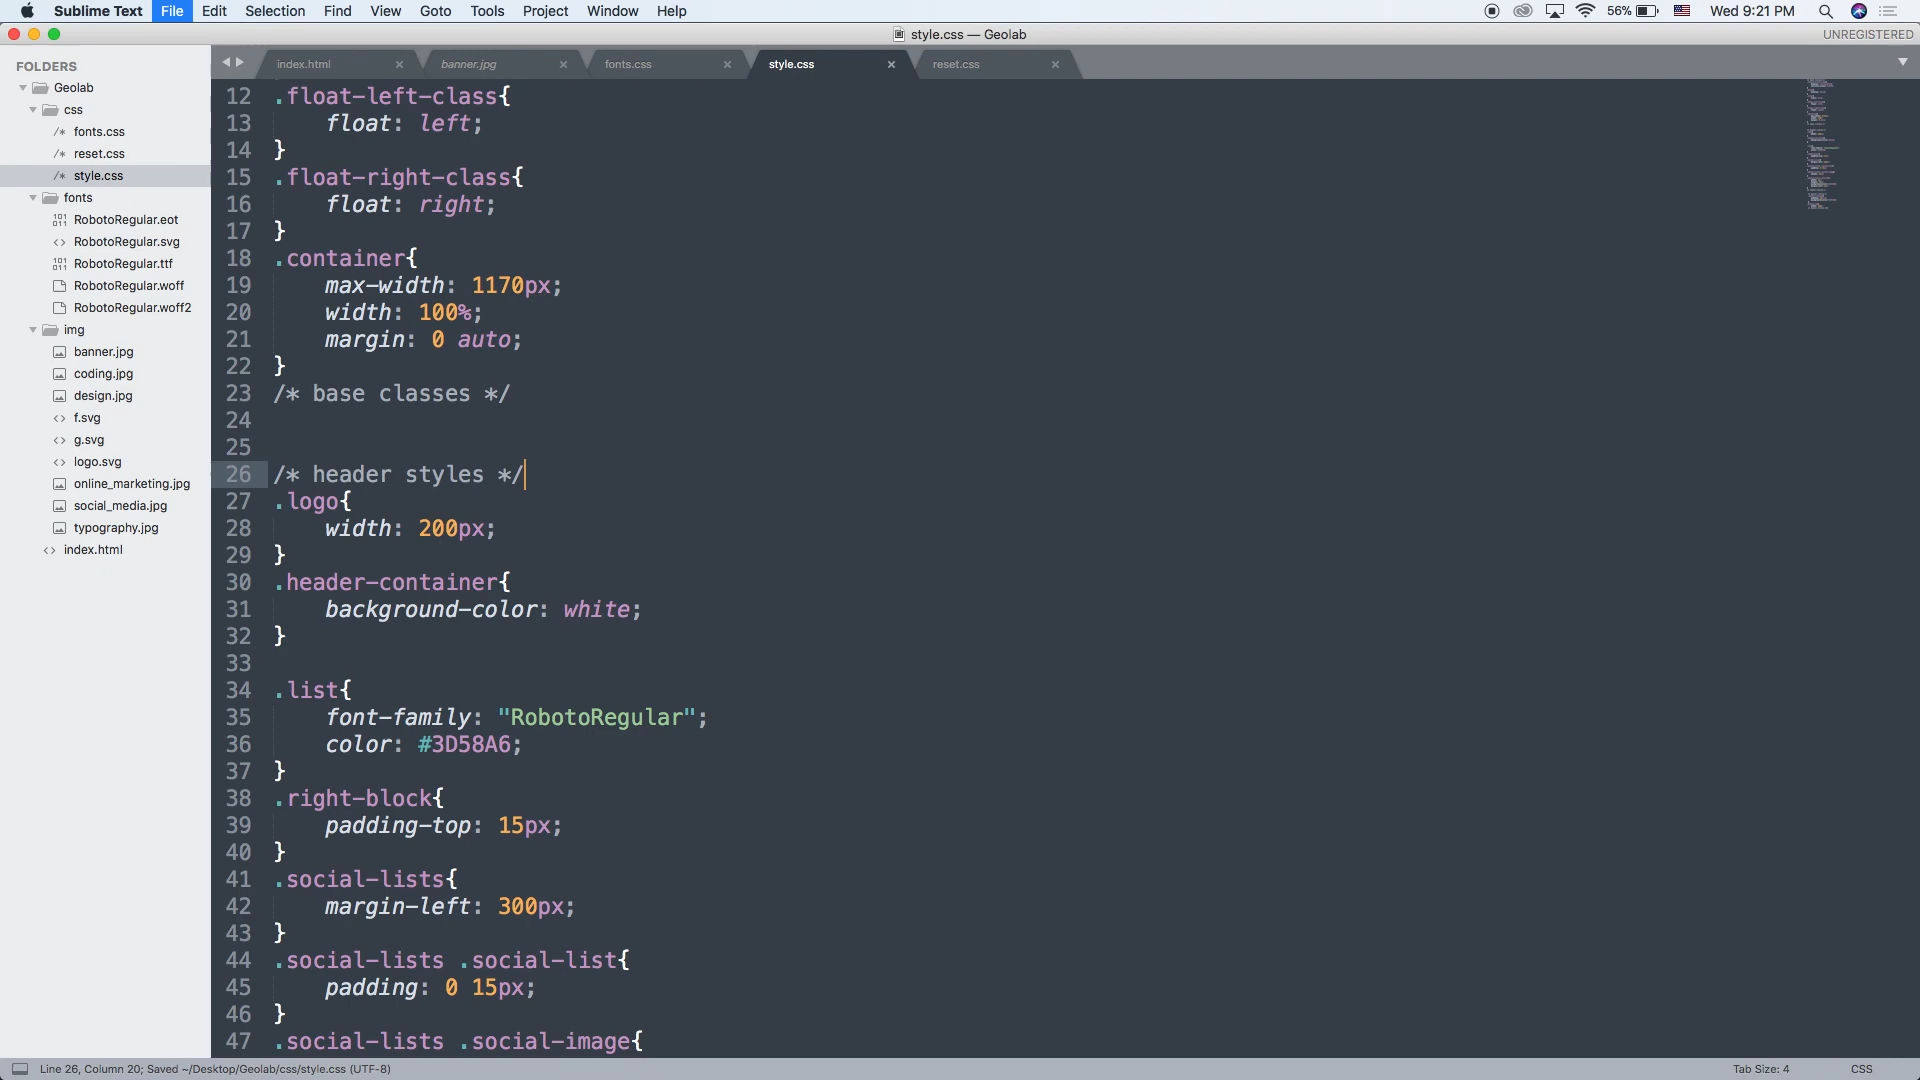 Sublime Text File Edit Selection Find View Goto Tools Project Window Help 56% Wed 9:21 PM
style.css — Geolab UNREGISTERED
FOLDERS
Geolab
css
/* fonts.css
/* reset.css
/* style.css
fonts
RobotoRegular.eot
<> RobotoRegular.svg
RobotoRegular.ttf
RobotoRegular.woff
RobotoRegular.woff2
img
banner.jpg
coding.jpg
design.jpg
<> f.svg
<> g.svg
<> logo.svg
online_marketing.jpg
social_media.jpg
typography.jpg
<> index.html
index.html × banner.jpg × fonts.css × style.css × reset.css ×
12 .float-left-class{
13 float: left;
14 }
15 .float-right-class{
16 float: right;
17 }
18 .container{
19 max-width: 1170px;
20 width: 100%;
21 margin: 0 auto;
22 }
23 /* base classes */
24
25
26 /* header styles */
27 .logo{
28 width: 200px;
29 }
30 .header-container{
31 background-color: white;
32 }
33
34 .list{
35 font-family: "RobotoRegular";
36 color: #3D58A6;
37 }
38 .right-block{
39 padding-top: 15px;
40 }
41 .social-lists{
42 margin-left: 300px;
43 }
44 .social-lists .social-list{
45 padding: 0 15px;
46 }
47 .social-lists .social-image{
Line 26, Column 20; Saved ~/Desktop/Geolab/css/style.css (UTF-8) Tab Size: 4 CSS